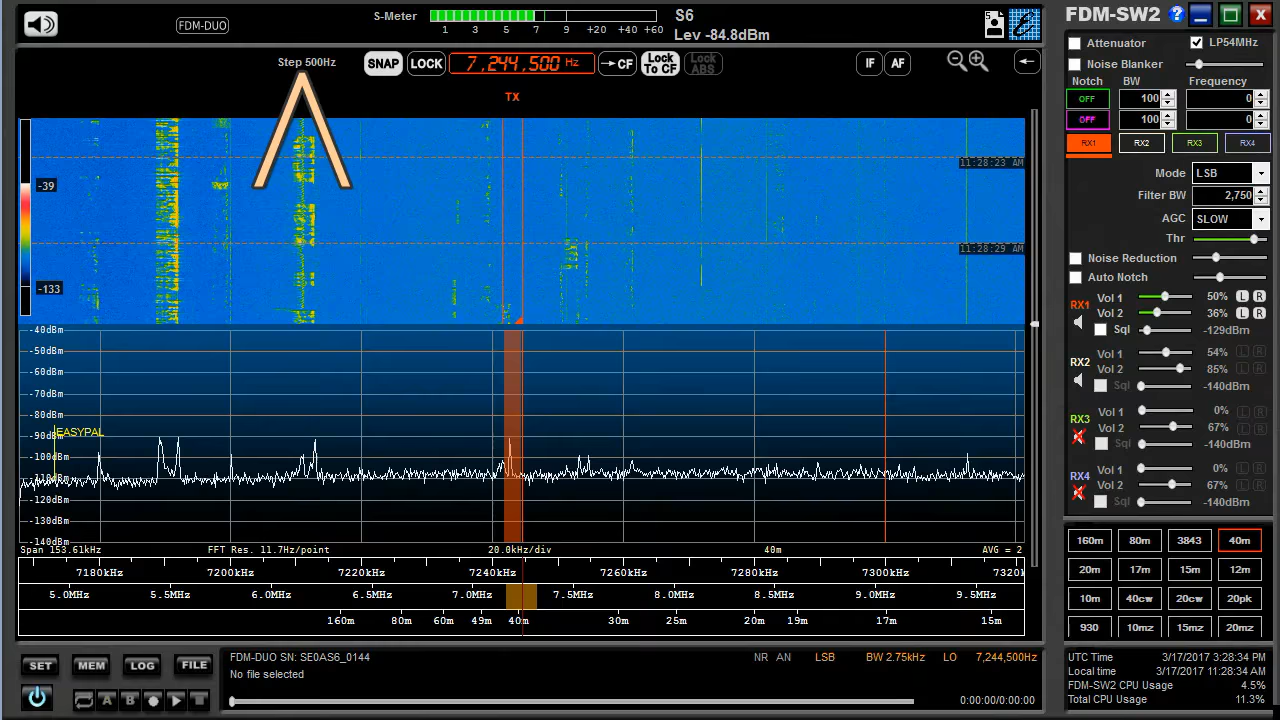 FDM-DUO
S-Meter
1 3 5 7 9 +20 +40 +60
S6
Lev -84.8dBm
S
FDM-SW2 ?
Step 500Hz
SNAP LOCK 7,244,500 Hz →CF Lock To CF Lock ABS IF AF
TX
11:28:23 AM
-39
11:28:29 AM
-133
-40dBm
-50dBm
-60dBm
-70dBm
-80dBm
-90dBm
EASYPAL
-100dBm
-110dBm
-120dBm
-130dBm
-140dBm
Span 153.61kHz FFT Res. 11.7Hz/point 20.0kHz/div 40m AVG = 2
7180kHz 7200kHz 7220kHz 7240kHz 7260kHz 7280kHz 7300kHz 7320k
5.0MHz 5.5MHz 6.0MHz 6.5MHz 7.0MHz 7.5MHz 8.0MHz 8.5MHz 9.0MHz 9.5MHz
160m 80m 60m 49m 40m 30m 25m 20m 19m 17m 15m
SET MEM LOG FILE
A B
FDM-DUO SN: SE0AS6_0144 NR AN LSB BW 2.75kHz LO 7,244,500Hz
No file selected
0:00:00/0:00:00
Attenuator LP54MHz
Noise Blanker
Notch BW Frequency
OFF 100 0
OFF 100 0
RX1 RX2 RX3 RX4
Mode LSB
Filter BW 2,750
AGC SLOW
Thr
Noise Reduction
Auto Notch
RX1 Vol 1 50% L R
Vol 2 36% L R
Sql -129dBm
RX2 Vol 1 54% L R
Vol 2 85% L R
Sql -140dBm
RX3 Vol 1 0% L R
Vol 2 67% L R
Sql -140dBm
RX4 Vol 1 0% L R
Vol 2 67% L R
Sql -140dBm
160m 80m 3843 40m
20m 17m 15m 12m
10m 40cw 20cw 20pk
930 10mz 15mz 20mz
UTC Time 3/17/2017 3:28:34 PM
Local time 3/17/2017 11:28:34 AM
FDM-SW2 CPU Usage 4.5%
Total CPU Usage 11.3%